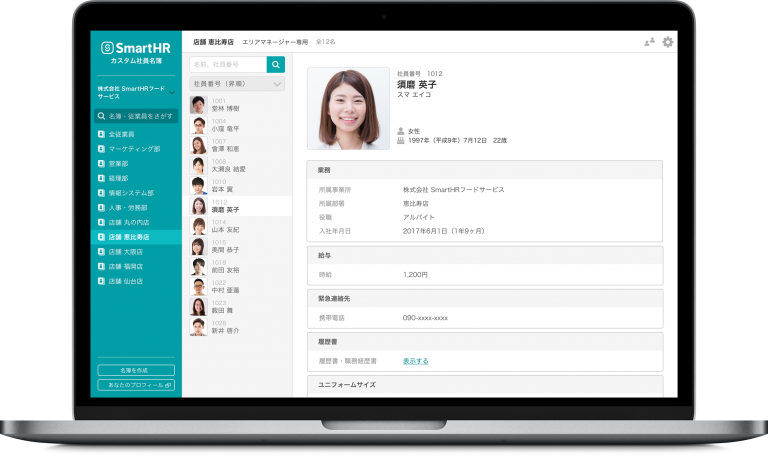 SmartHR
カスタム社員名簿
株式会社 SmartHRフード
サービス
名簿・従業員をさがす
全従業員
マーケティング部
営業部
経理部
情報システム部
人事・労務部
店舗 丸の内店
店舗 恵比寿店
店舗 大阪店
店舗 福岡店
店舗 仙台店
名簿を作成
あなたのプロフィール
店舗 恵比寿店 エリアマネージャー専用 全12名
名前、社員番号
社員番号（昇順）
1001
堂林 博樹
1004
小窪 竜平
1007
會澤 和恵
1008
大瀬良 結愛
1010
岩本 翼
1012
須磨 英子
1014
山本 友紀
1015
美間 恭子
1018
前田 友裕
1022
中村 亜蓮
1023
飯田 舞
1028
新井 啓介
社員番号 1012
須磨 英子
スマ エイコ
女性
1997年（平成9年）7月12日 22歳
業務
所属事業所 株式会社 SmartHRフードサービス
所属部署 恵比寿店
役職 アルバイト
入社年月日 2017年6月1日（1年9ヶ月）
給与
時給 1,200円
緊急連絡先
携帯電話 090-xxxx-xxxx
履歴書
履歴書・職務経歴書 表示する
ユニフォームサイズ